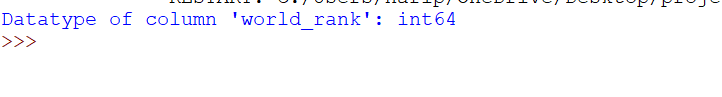 Datatype of column 'world_rank': int64
>>>